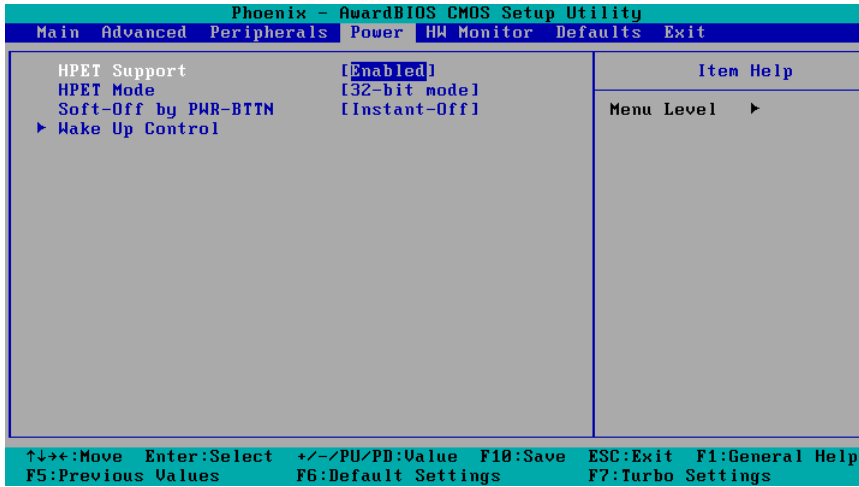 Phoenix - AwardBIOS CMOS Setup Utility
Main Advanced Peripherals Power HW Monitor Defaults Exit
HPET Support [Enabled]
HPET Mode [32-bit mode]
Soft-Off by PWR-BTTN [Instant-Off]
▶ Wake Up Control
Item Help
Menu Level ▶
↑↓→←:Move Enter:Select +/-/PU/PD:Value F10:Save ESC:Exit F1:General Help
F5:Previous Values F6:Default Settings F7:Turbo Settings